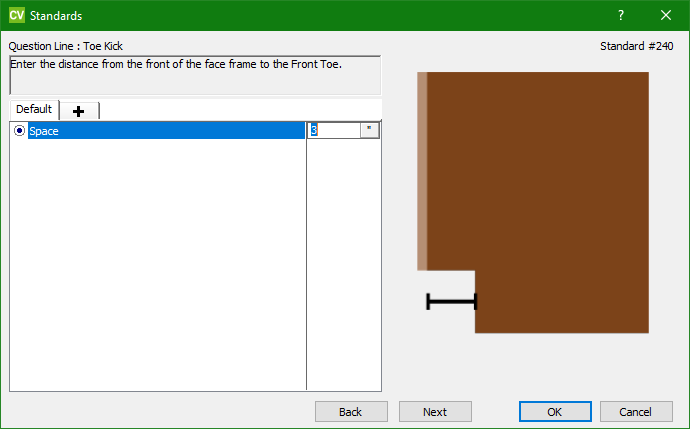 CV Standards ?
Question Line : Toe Kick
Standard #240
Enter the distance from the front of the face frame to the Front Toe.
Default
Space 3 "
Back Next OK Cancel